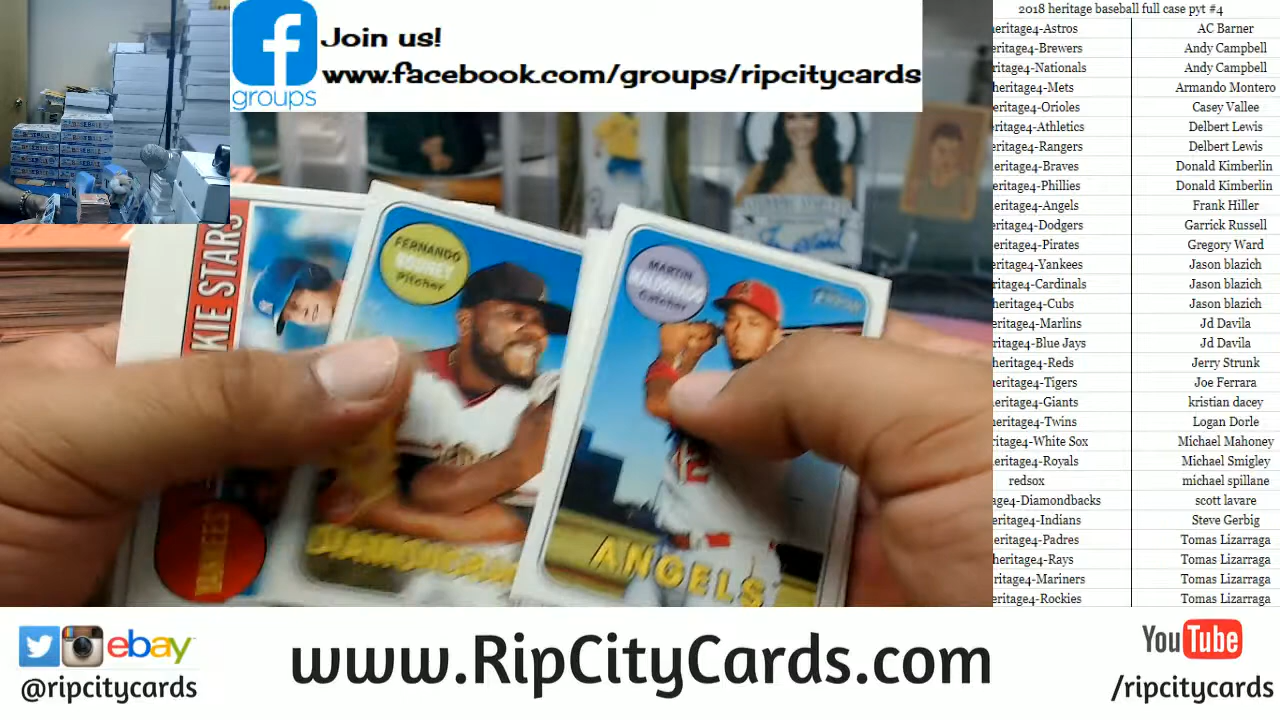 Join us!
www.facebook.com/groups/ripcitycards
groups
2018 heritage baseball full case pyt #4
eritage4-Astros AC Barner
eritage4-Brewers Andy Campbell
eritage4-Nationals Andy Campbell
heritage4-Mets Armando Montero
eritage4-Orioles Casey Vallee
ritage4-Athletics Delbert Lewis
eritage4-Rangers Delbert Lewis
eritage4-Braves Donald Kimberlin
eritage4-Phillies Donald Kimberlin
eritage4-Angels Frank Hiller
eritage4-Dodgers Garrick Russell
eritage4-Pirates Gregory Ward
eritage4-Yankees Jason blazich
ritage4-Cardinals Jason blazich
heritage4-Cubs Jason blazich
eritage4-Marlins Jd Davila
ritage4-Blue Jays Jd Davila
heritage4-Reds Jerry Strunk
eritage4-Tigers Joe Ferrara
eritage4-Giants kristian dacey
eritage4-Twins Logan Dorle
ritage4-White Sox Michael Mahoney
eritage4-Royals Michael Smigley
redsox michael spillane
age4-Diamondbacks scott lavare
eritage4-Indians Steve Gerbig
eritage4-Padres Tomas Lizarraga
heritage4-Rays Tomas Lizarraga
ritage4-Mariners Tomas Lizarraga
eritage4-Rockies Tomas Lizarraga
KIE STARS
YANKEES
FERNANDO
Pitcher
MARTIN
Catcher
12
ANGELS
ebay
@ripcitycards
www.RipCityCards.com
YouTube
/ripcitycards